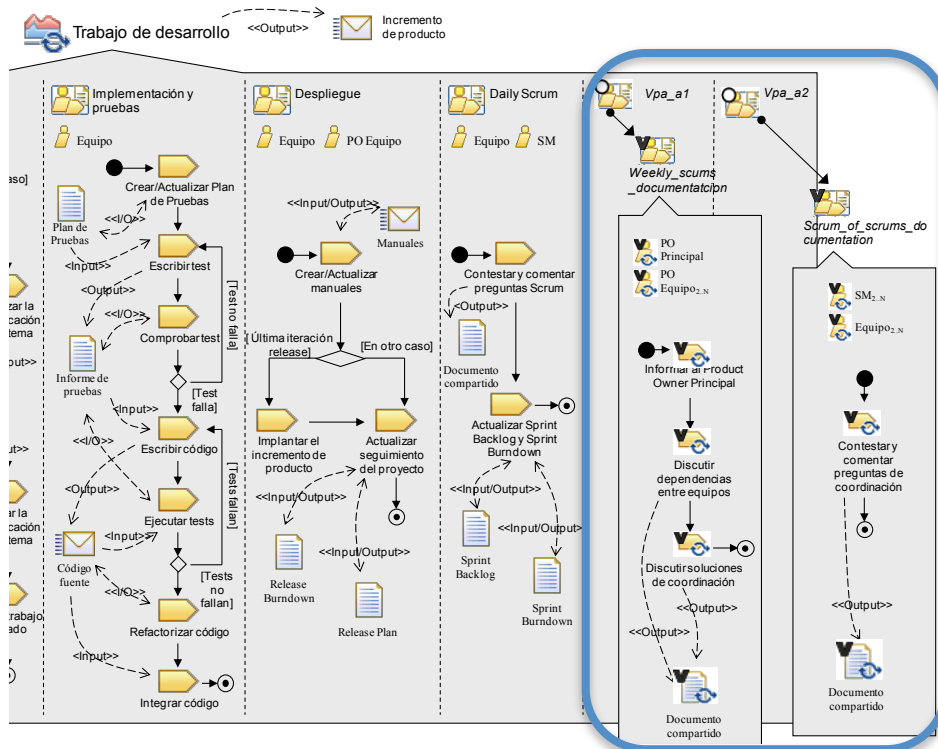 Trabajo de desarrollo
<<Output>>
Incremento
de producto
Implementación y
pruebas
Equipo
Crear/Actualizar Plan
de Pruebas
<<I/O>>
Plan de
Pruebas
<Input>>
Escribir test
<Output>>
[Test no falla]
<<I/O>>
Comprobar test
Informe de
pruebas
[Test
falla]
<Input>>
Escribir código
<<I/O>>
<Output>>
[Tests fallan]
Ejecutar tests
<Input>>
Código
fuente
[Tests
no
fallan]
<<I/O>>
Refactorizar código
<Input>>
Integrar código
Despliegue
Equipo
PO Equipo
<<Input/Output>>
Manuales
Crear/Actualizar
manuales
[Última iteración
release]
[En otro caso]
Implantar el
incremento de
producto
Actualizar
seguimiento
del proyecto
<<Input/Output>>
<<Input/Output>>
Release
Burndown
Release Plan
Daily Scrum
Equipo
SM
Contestar y comentar
preguntas Scrum
<Output>>
Documento
compartido
Actualizar Sprint
Backlog y Sprint
Burndown
<<Input/Output>>
<<Input/Output>>
Sprint
Backlog
Sprint
Burndown
Vpa_a1
Weekly_scums
_documentatcion
PO
Principal
PO
Equipo2..N
Informar al Product
Owner Principal
Discutir
dependencias
entre equipos
Discutir soluciones
de coordinación
<<Output>>
<<Output>>
Documento
compartido
Vpa_a2
Scrum_of_scrums_do
cumentation
SM2..N
Equipo2..N
Contestar y
comentar
preguntas de
coordinación
<<Output>>
Documento
compartido